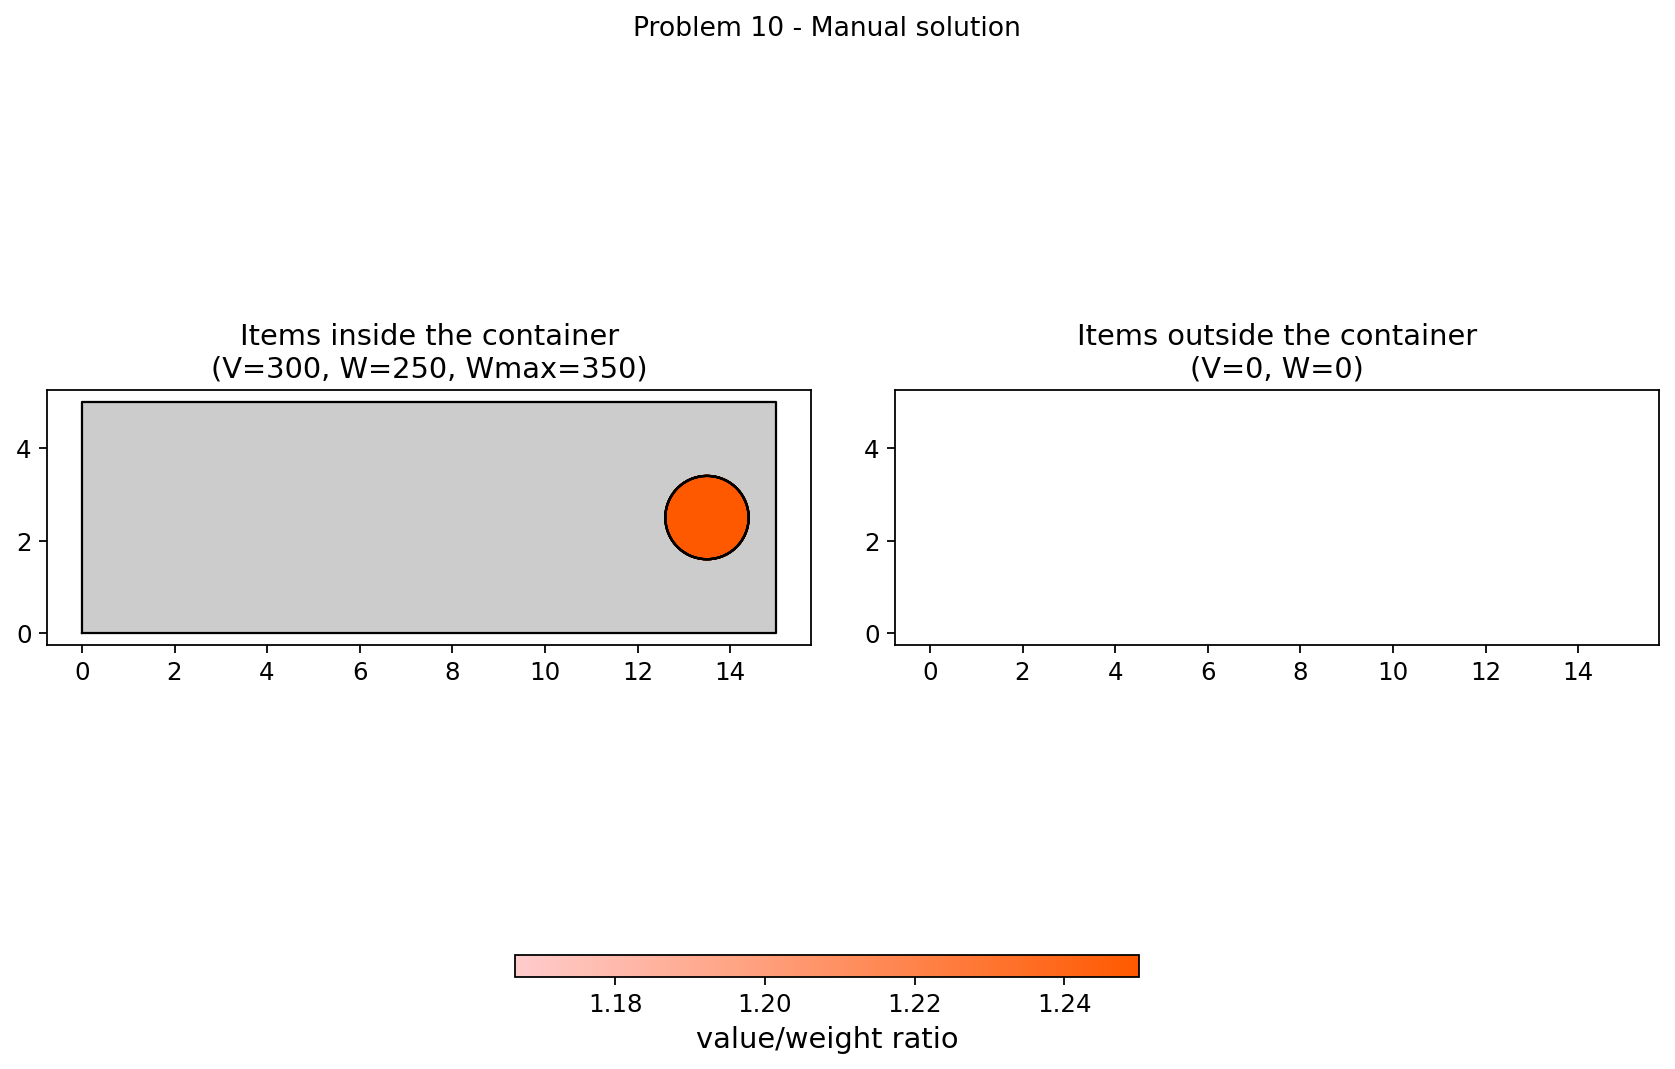 Problem 10 - Manual solution
Items inside the container
(V=300, W=250, Wmax=350)
4
2
0
0 2 4 6 8 10 12 14
Items outside the container
(V=0, W=0)
4
2
0
0 2 4 6 8 10 12 14
1.18 1.20 1.22 1.24
value/weight ratio